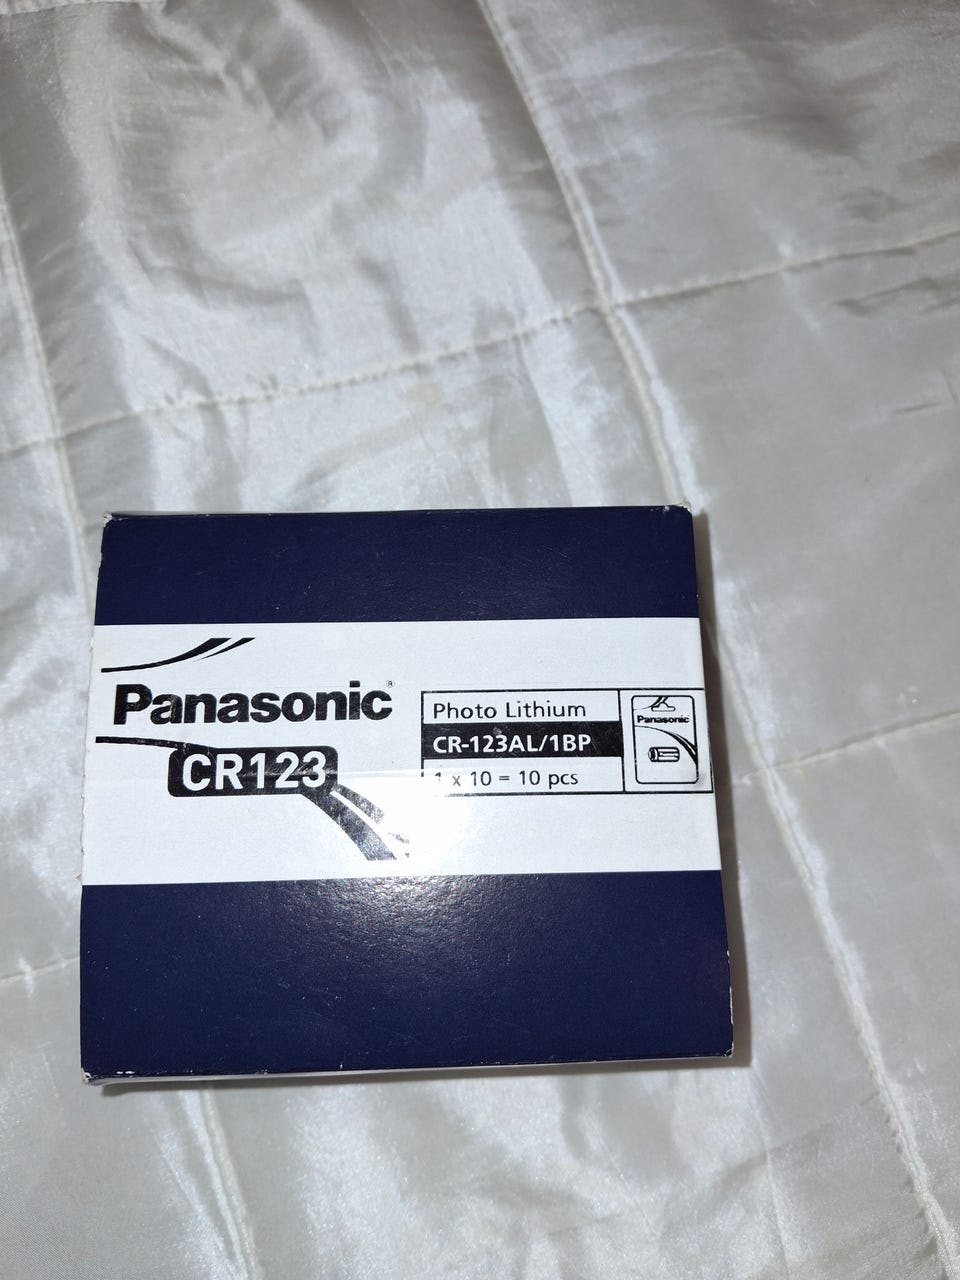 Panasonic®
CR123
Photo Lithium
CR-123AL/1BP
1 x 10 = 10 pcs
Panasonic